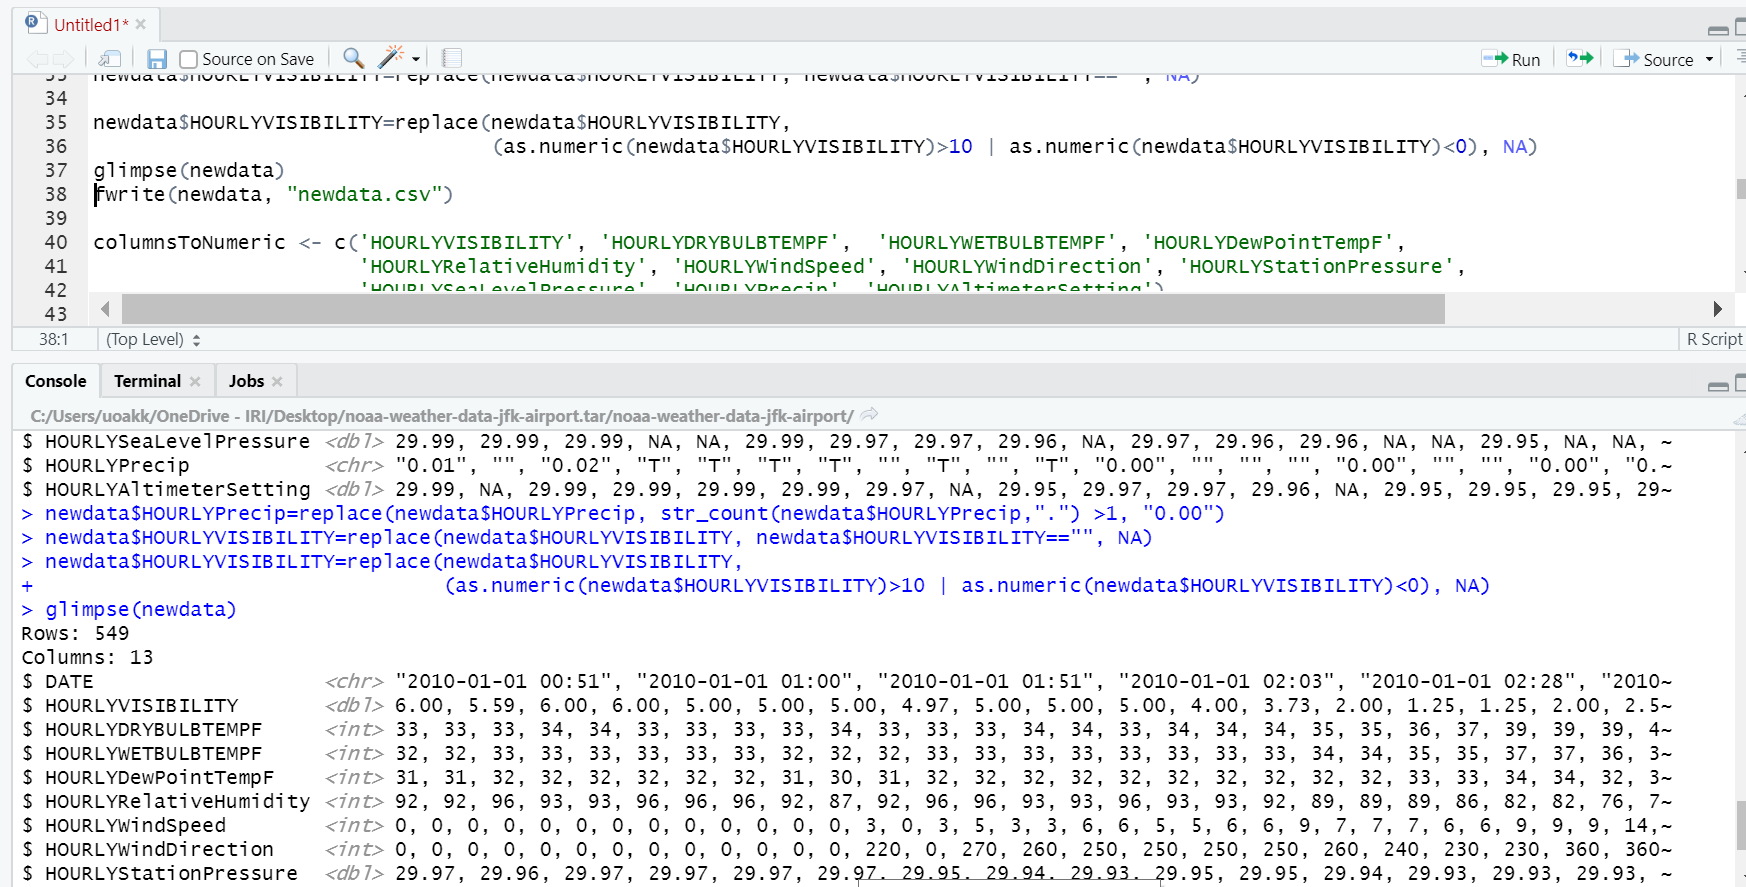 Untitled1*
Source on Save
Run
Source
33 newdata$HOURLYVISIBILITY=replace(newdata$HOURLYVISIBILITY, newdata$HOURLYVISIBILITY=="", NA)
34
35 newdata$HOURLYVISIBILITY=replace(newdata$HOURLYVISIBILITY,
36 (as.numeric(newdata$HOURLYVISIBILITY)>10 | as.numeric(newdata$HOURLYVISIBILITY)<0), NA)
37 glimpse(newdata)
38 fwrite(newdata, "newdata.csv")
39
40 columnsToNumeric <- c('HOURLYVISIBILITY', 'HOURLYDRYBULBTEMPF', 'HOURLYWETBULBTEMPF', 'HOURLYDewPointTempF',
41 'HOURLYRelativeHumidity', 'HOURLYWindSpeed', 'HOURLYWindDirection', 'HOURLYStationPressure',
42 'HOURLYSeaLevelPressure', 'HOURLYPrecip', 'HOURLYAltimeterSetting')
43
38:1 (Top Level) R Script
Console Terminal Jobs
C:/Users/uoakk/OneDrive - IRI/Desktop/noaa-weather-data-jfk-airport.tar/noaa-weather-data-jfk-airport/
$ HOURLYSeaLevelPressure <dbl> 29.99, 29.99, 29.99, NA, NA, 29.99, 29.97, 29.97, 29.96, NA, 29.97, 29.96, 29.96, NA, NA, 29.95, NA, NA, ~
$ HOURLYPrecip <chr> "0.01", "", "0.02", "T", "T", "T", "T", "", "T", "", "T", "0.00", "", "", "", "0.00", "", "", "0.00", "0.~
$ HOURLYAltimeterSetting <dbl> 29.99, NA, 29.99, 29.99, 29.99, 29.99, 29.97, NA, 29.95, 29.97, 29.97, 29.96, NA, 29.95, 29.95, 29.95, 29~
> newdata$HOURLYPrecip=replace(newdata$HOURLYPrecip, str_count(newdata$HOURLYPrecip,".") >1, "0.00")
> newdata$HOURLYVISIBILITY=replace(newdata$HOURLYVISIBILITY, newdata$HOURLYVISIBILITY=="", NA)
> newdata$HOURLYVISIBILITY=replace(newdata$HOURLYVISIBILITY,
+ (as.numeric(newdata$HOURLYVISIBILITY)>10 | as.numeric(newdata$HOURLYVISIBILITY)<0), NA)
> glimpse(newdata)
Rows: 549
Columns: 13
$ DATE <chr> "2010-01-01 00:51", "2010-01-01 01:00", "2010-01-01 01:51", "2010-01-01 02:03", "2010-01-01 02:28", "2010~
$ HOURLYVISIBILITY <dbl> 6.00, 5.59, 6.00, 6.00, 5.00, 5.00, 5.00, 4.97, 5.00, 5.00, 5.00, 4.00, 3.73, 2.00, 1.25, 1.25, 2.00, 2.5~
$ HOURLYDRYBULBTEMPF <int> 33, 33, 33, 34, 34, 33, 33, 33, 33, 34, 33, 33, 33, 34, 34, 33, 34, 34, 34, 35, 35, 36, 37, 39, 39, 39, 4~
$ HOURLYWETBULBTEMPF <int> 32, 32, 33, 33, 33, 33, 33, 33, 32, 32, 32, 33, 33, 33, 33, 33, 33, 33, 33, 34, 34, 35, 35, 37, 37, 36, 3~
$ HOURLYDewPointTempF <int> 31, 31, 32, 32, 32, 32, 32, 32, 31, 30, 31, 32, 32, 32, 32, 32, 32, 32, 32, 32, 32, 33, 33, 34, 34, 32, 3~
$ HOURLYRelativeHumidity <int> 92, 92, 96, 93, 93, 96, 96, 96, 92, 87, 92, 96, 96, 93, 93, 96, 93, 93, 92, 89, 89, 89, 86, 82, 82, 76, 7~
$ HOURLYWindSpeed <int> 0, 0, 0, 0, 0, 0, 0, 0, 0, 0, 0, 0, 0, 3, 0, 3, 5, 3, 3, 6, 6, 5, 5, 6, 6, 9, 7, 7, 7, 6, 6, 9, 9, 9, 14,~
$ HOURLYWindDirection <int> 0, 0, 0, 0, 0, 0, 0, 0, 0, 0, 0, 0, 0, 220, 0, 270, 260, 250, 250, 250, 250, 260, 240, 230, 230, 360, 360~
$ HOURLYStationPressure <dbl> 29.97, 29.96, 29.97, 29.97, 29.97, 29.97, 29.95, 29.94, 29.93, 29.95, 29.95, 29.94, 29.93, 29.93, 29.93, ~